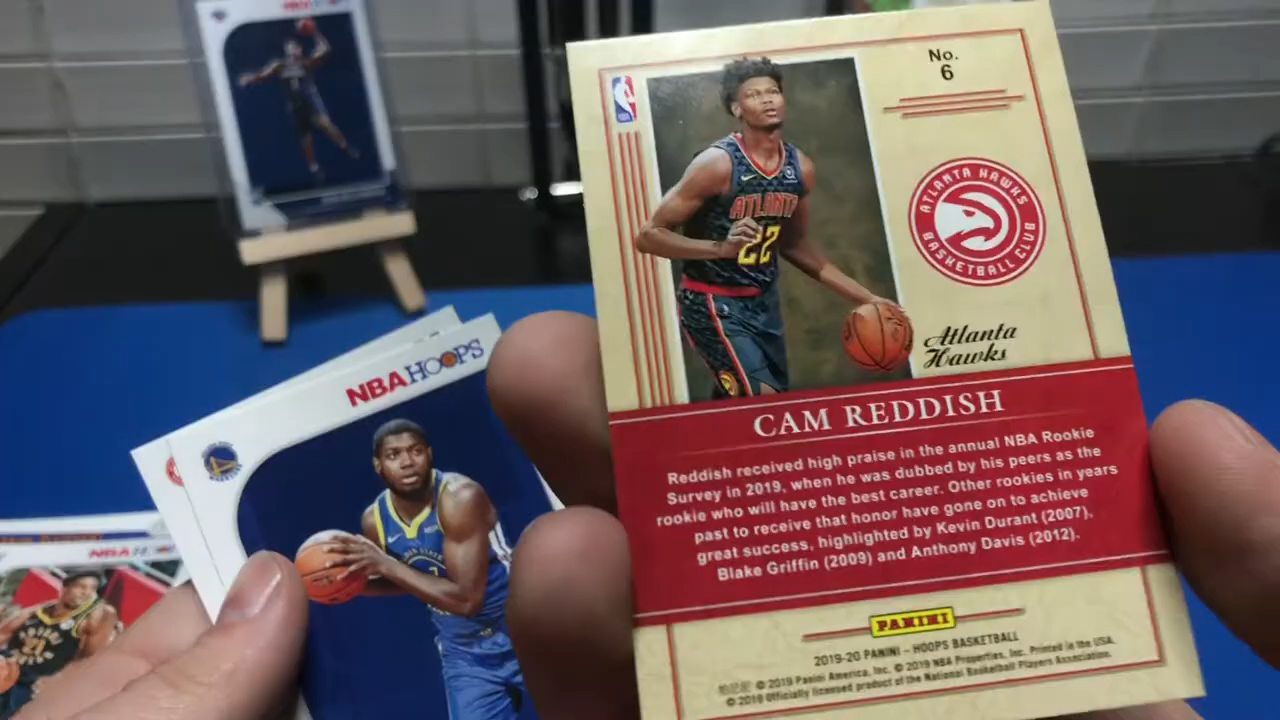 No.
6
ATLANTA HAWKS
BASKETBALL CLUB
ATLANTA
22
Atlanta
Hawks
CAM REDDISH
Reddish received high praise in the annual NBA Rookie
Survey in 2019, when he was dubbed by his peers as the
rookie who will have the best career. Other rookies in years
past to receive that honor have gone on to achieve
great success, highlighted by Kevin Durant (2007),
Blake Griffin (2009) and Anthony Davis (2012).
PANINI
2019-20 PANINI – HOOPS BASKETBALL
© 2019 Panini America, Inc. © 2019 NBA Properties, Inc. Printed in the USA.
© 2019 Officially licensed product of the National Basketball Players Association.
NBA HOOPS